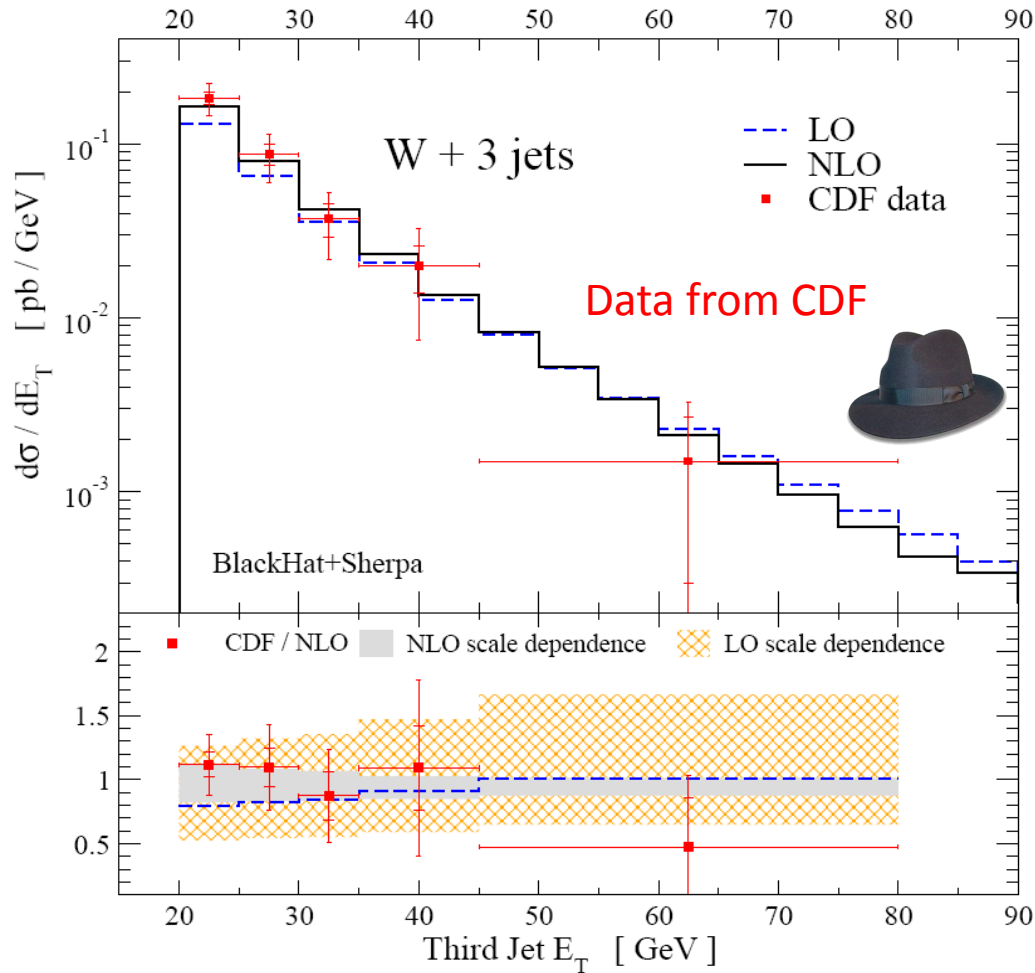 20 30 40 50 60 70 80 90
10^-1
10^-2
10^-3
dσ / dE_T [ pb / GeV ]
W + 3 jets
LO
NLO
CDF data
Data from CDF
BlackHat+Sherpa
CDF / NLO NLO scale dependence LO scale dependence
2
1.5
1
0.5
20 30 40 50 60 70 80 90
Third Jet E_T [ GeV ]